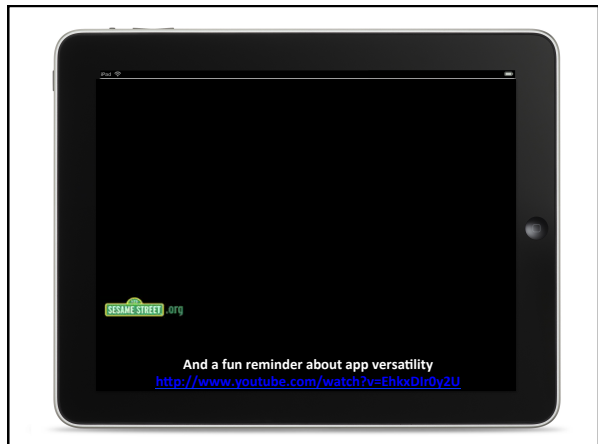 iPad
SESAME STREET .org
And a fun reminder about app versatility
http://www.youtube.com/watch?v=EhkxDIr0y2U